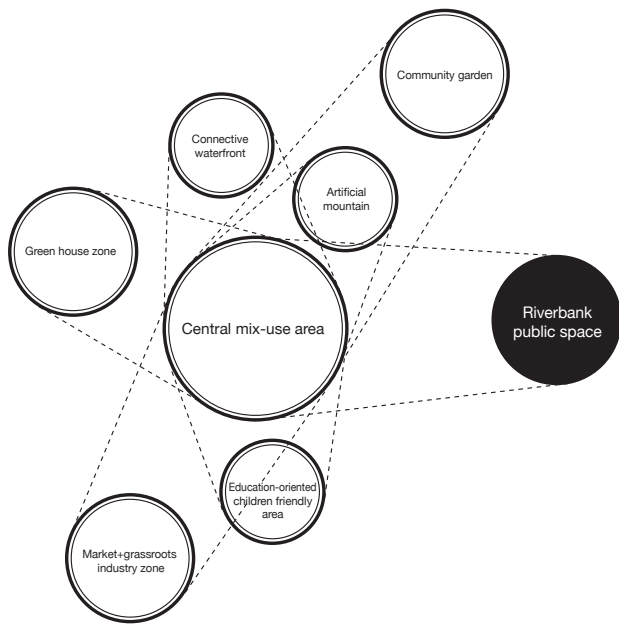 Community garden
Connective
waterfront
Artificial
mountain
Green house zone
Central mix-use area
Riverbank
public space
Education-oriented
children friendly
area
Market+grassroots
industry zone